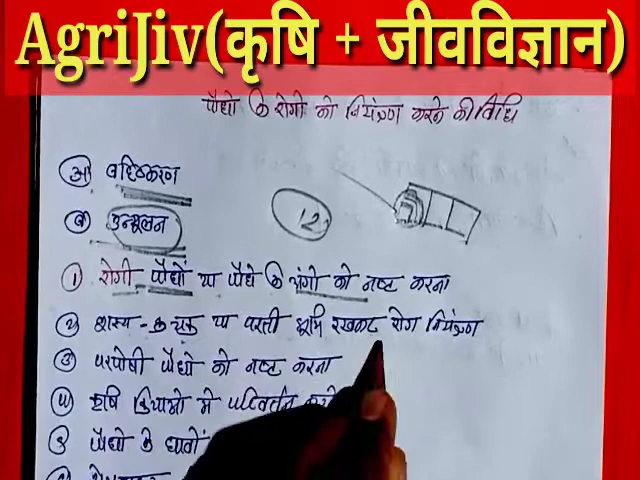 AgriJiv(कृषि + जीवविज्ञान)
पौधो के रोगो को नियंत्रण करने की विधि
अ वहिष्करण
ब उन्मूलन
12
1 रोगी पौधों या पौधे के अंगो को नष्ट करना
2 शस्य-चक्र या परती भूमि रखकर रोग नियंत्रण
3 परपोषी पौधो को नष्ट करना
4 कृषि क्रियाओ मे परिवर्तन
5 पौधो के घावों